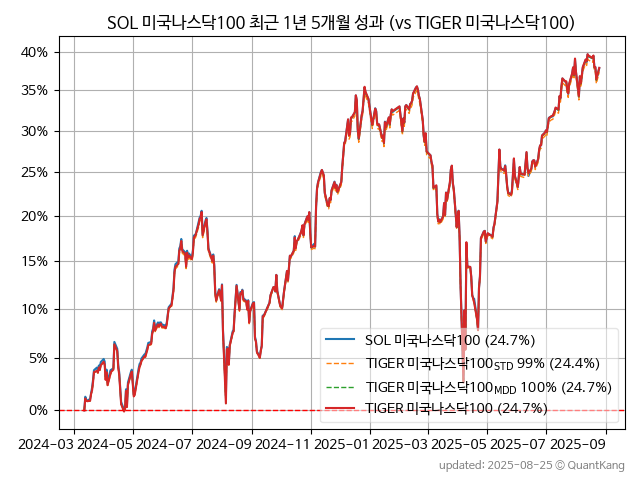 SOL 미국나스닥100 최근 1년 5개월 성과 (vs TIGER 미국나스닥100)
40%
35%
30%
25%
20%
15%
10%
5%
0%
SOL 미국나스닥100 (24.7%)
TIGER 미국나스닥100STD 99% (24.4%)
TIGER 미국나스닥100MDD 100% (24.7%)
TIGER 미국나스닥100 (24.7%)
2024-03 2024-05 2024-07 2024-09 2024-11 2025-01 2025-03 2025-05 2025-07 2025-09
updated: 2025-08-25 © QuantKang